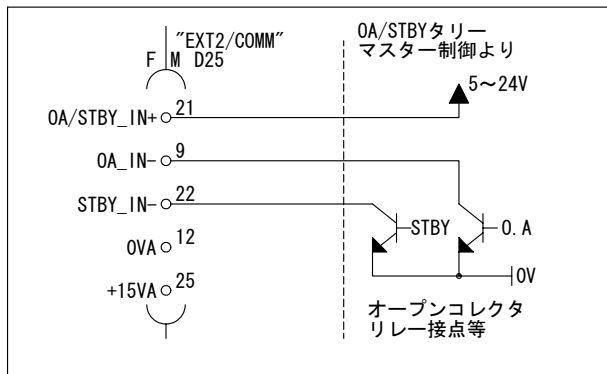 "EXT2/COMM"
F M D25
OA/STBYタリー
マスター制御より
5～24V
OA/STBY_IN+ 21
OA_IN- 9
STBY_IN- 22
STBY
O.A
OVA 12
OV
+15VA 25
オープンコレクタ
リレー接点等